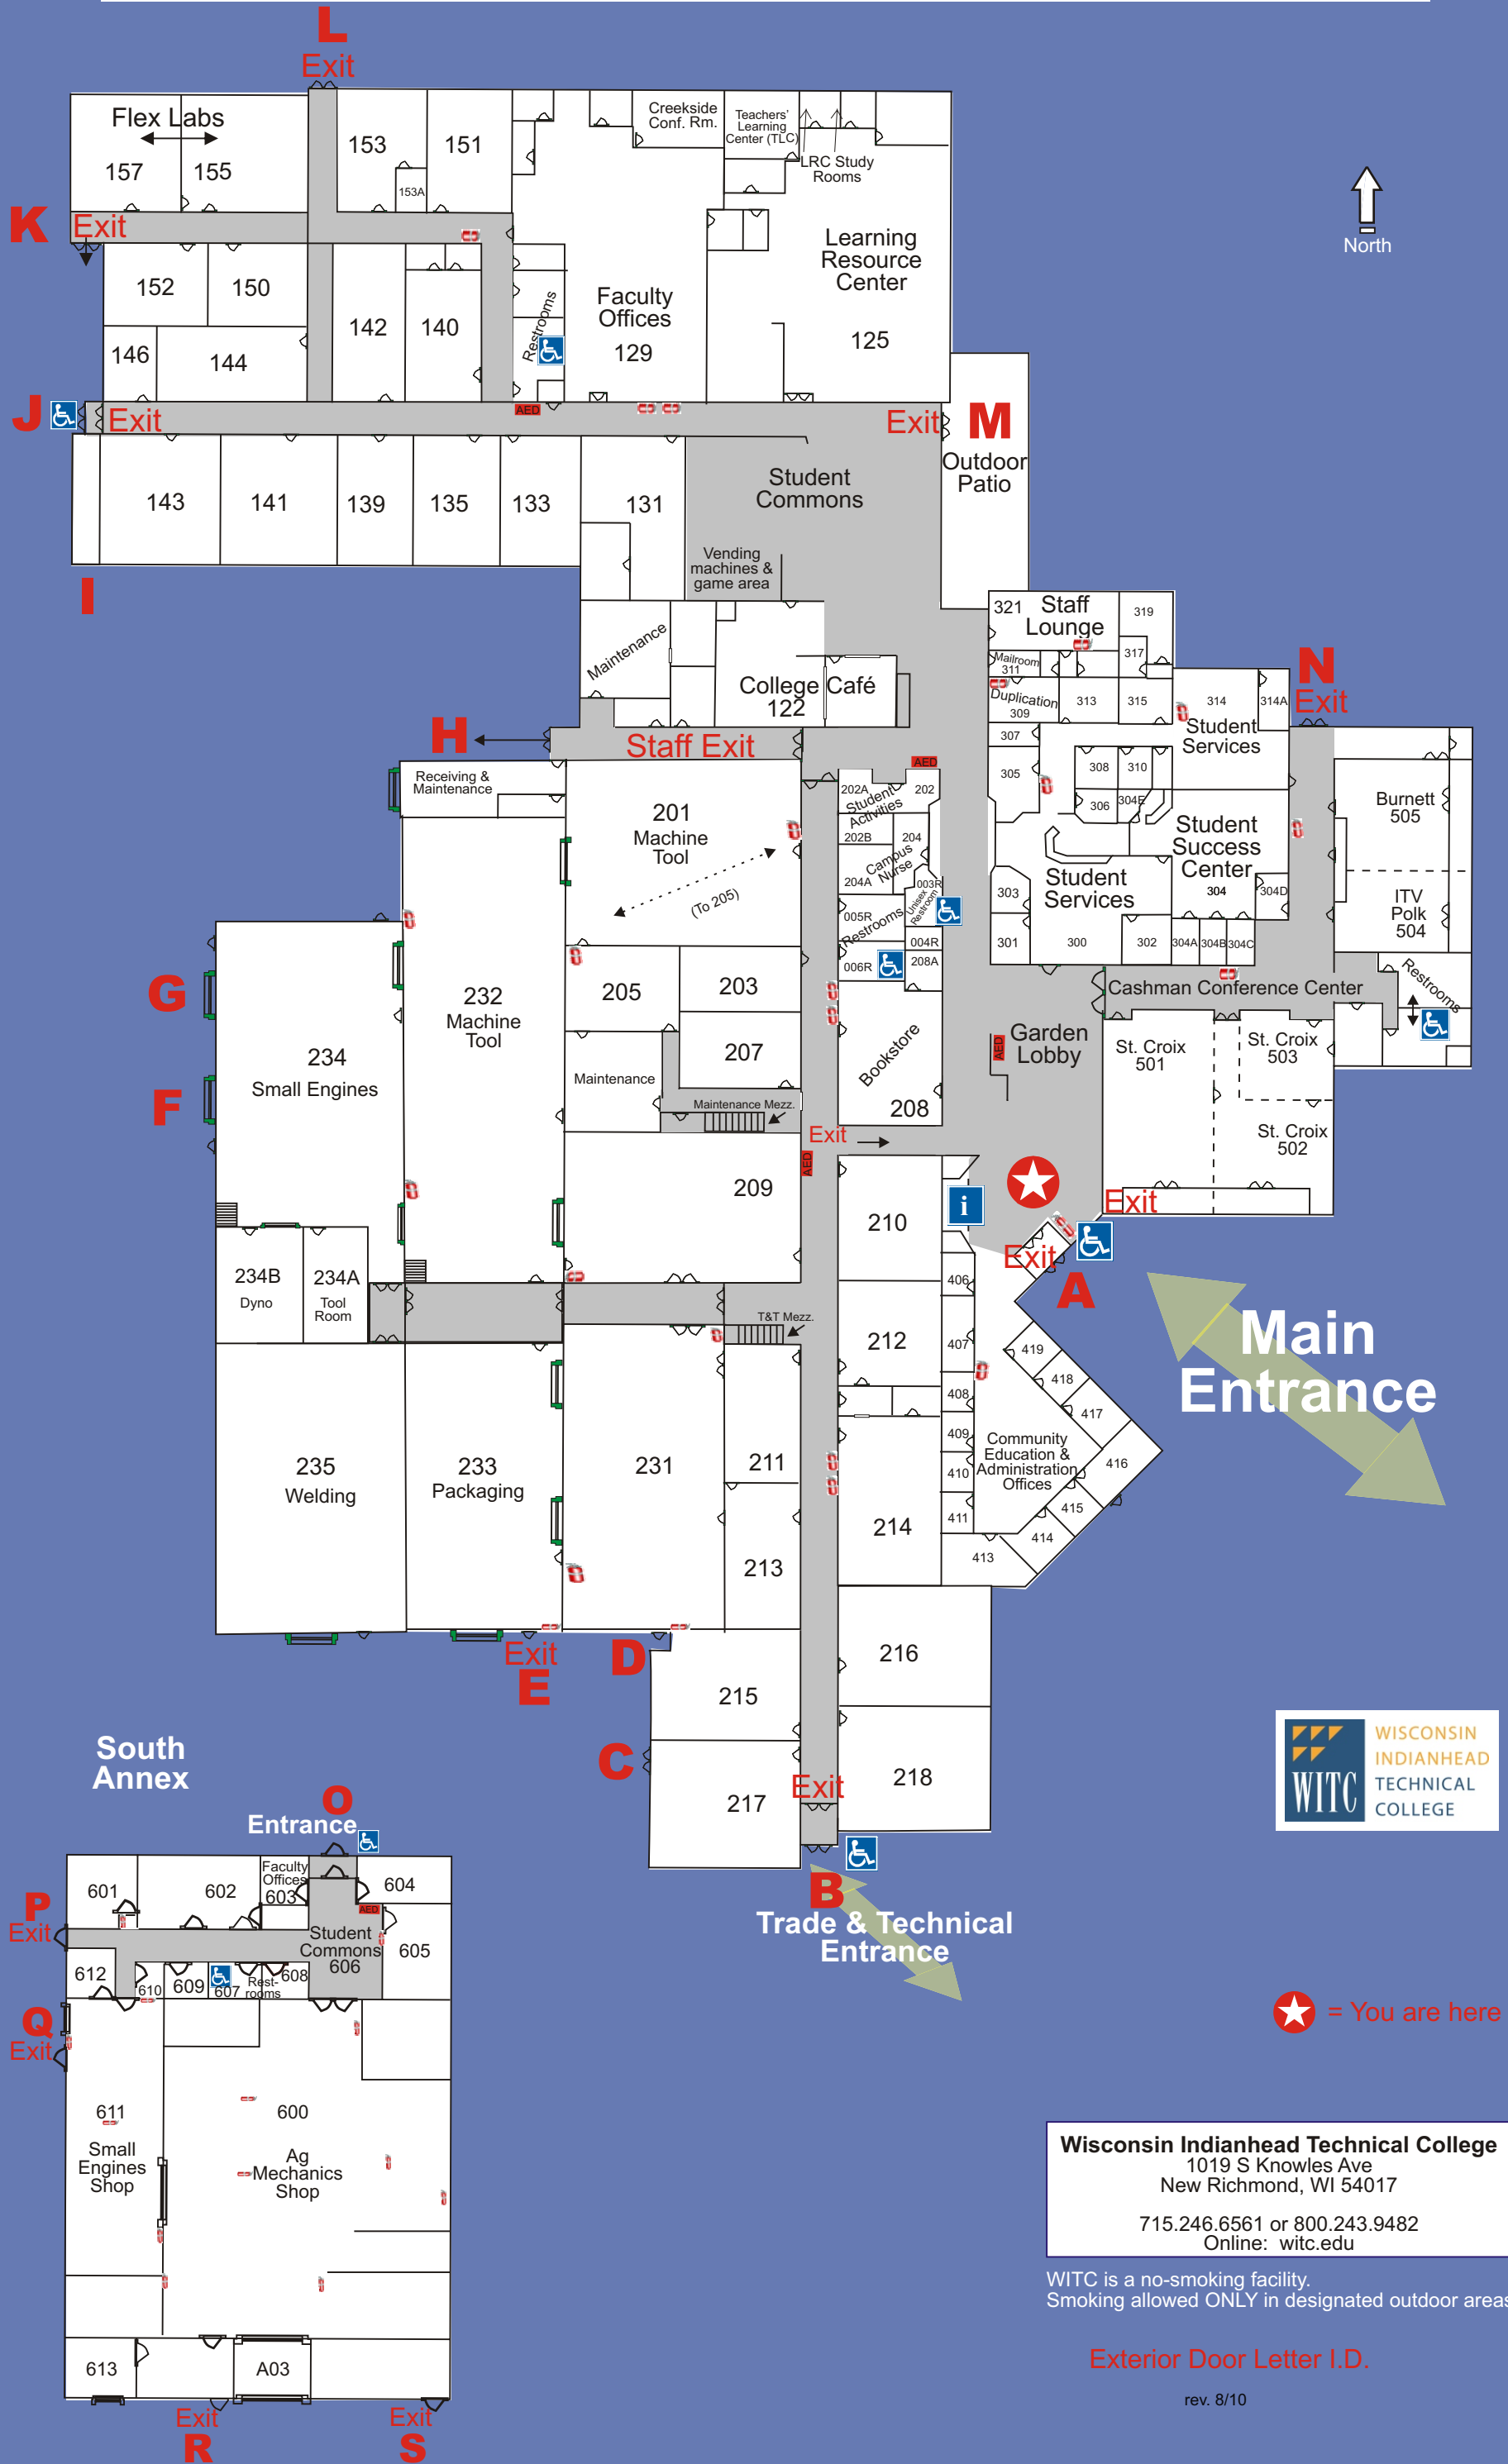 L
Exit
Flex Labs
157
155
153
153A
151
Creekside
Conf. Rm.
Teachers'
Learning
Center (TLC)
LRC Study
Rooms
North
K
Exit
Learning
Resource
Center
125
152
150
142
140
Restrooms
Faculty
Offices
129
146
144
J
Exit
AED
Exit
M
Outdoor
Patio
Student
Commons
143
141
139
135
133
131
Vending
machines &
game area
I
Maintenance
College Café
122
321
Staff
Lounge
319
317
Mailroom
311
Duplication
309
313
315
314
314A
N
Exit
Student
Services
307
305
308
310
306
304E
H
Staff Exit
AED
Receiving &
Maintenance
201
Machine
Tool
(To 205)
202A
202
Student
Activities
202B
204
Campus
Nurse
204A
003R
Unisex
Restroom
005R
Restrooms
004R
006R
208A
Student
Success
Center
304
304D
Student
Services
303
301
300
302
304A
304B
304C
Burnett
505
ITV
Polk
504
Restrooms
Cashman Conference Center
G
F
234
Small Engines
232
Machine
Tool
205
203
207
Maintenance
Maintenance Mezz.
Bookstore
208
AED
Garden
Lobby
St. Croix
501
St. Croix
503
St. Croix
502
Exit
AED
209
210
i
Exit
Exit
A
Main
Entrance
234B
Dyno
234A
Tool
Room
T&T Mezz.
212
406
407
408
409
410
411
413
414
415
416
417
418
419
Community
Education &
Administration
Offices
235
Welding
233
Packaging
231
211
213
214
Exit
E
D
215
216
C
217
218
Exit
B
Trade & Technical
Entrance
WITC
WISCONSIN
INDIANHEAD
TECHNICAL
COLLEGE
South
Annex
O
Entrance
601
602
Faculty
Offices
603
604
AED
P
Exit
Student
Commons
606
605
612
610
609
607
Rest-
rooms
608
Q
Exit
611
Small
Engines
Shop
600
Ag
Mechanics
Shop
613
A03
Exit
R
Exit
S
= You are here
Wisconsin Indianhead Technical College
1019 S Knowles Ave
New Richmond, WI 54017
715.246.6561 or 800.243.9482
Online: witc.edu
WITC is a no-smoking facility.
Smoking allowed ONLY in designated outdoor areas
Exterior Door Letter I.D.
rev. 8/10